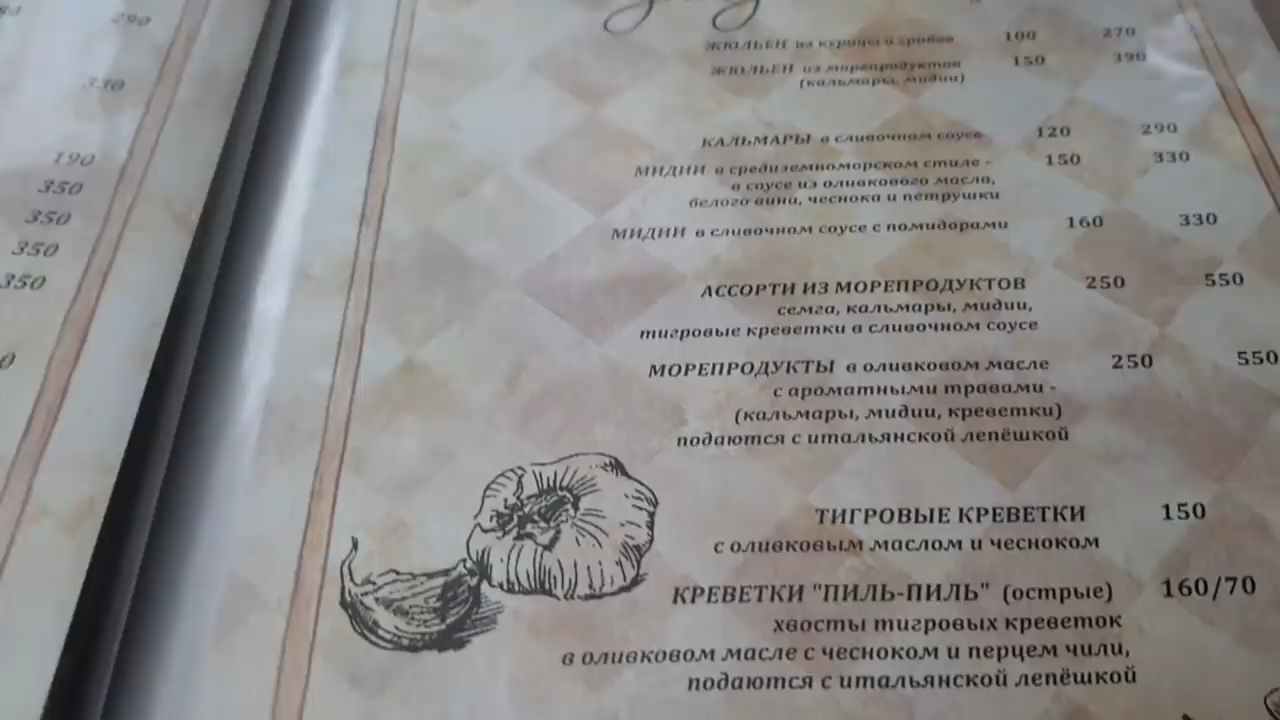 290
330
190
350
350
350
350
0
ЖЮЛЬЕН из курицы и грибов 100 270
ЖЮЛЬЕН из морепродуктов 150 390
(кальмары, мидии)
КАЛЬМАРЫ в сливочном соусе 120 290
МИДИИ в средиземноморском стиле - 150 330
в соусе из оливкового масла,
белого вина, чеснока и петрушки
МИДИИ в сливочном соусе с помидорами 160 330
АССОРТИ ИЗ МОРЕПРОДУКТОВ 250 550
семга, кальмары, мидии,
тигровые креветки в сливочном соусе
МОРЕПРОДУКТЫ в оливковом масле 250 550
с ароматными травами -
(кальмары, мидии, креветки)
подаются с итальянской лепёшкой
ТИГРОВЫЕ КРЕВЕТКИ 150
с оливковым маслом и чесноком
КРЕВЕТКИ "ПИЛЬ-ПИЛЬ" (острые) 160/70
хвосты тигровых креветок
в оливковом масле с чесноком и перцем чили,
подаются с итальянской лепёшкой